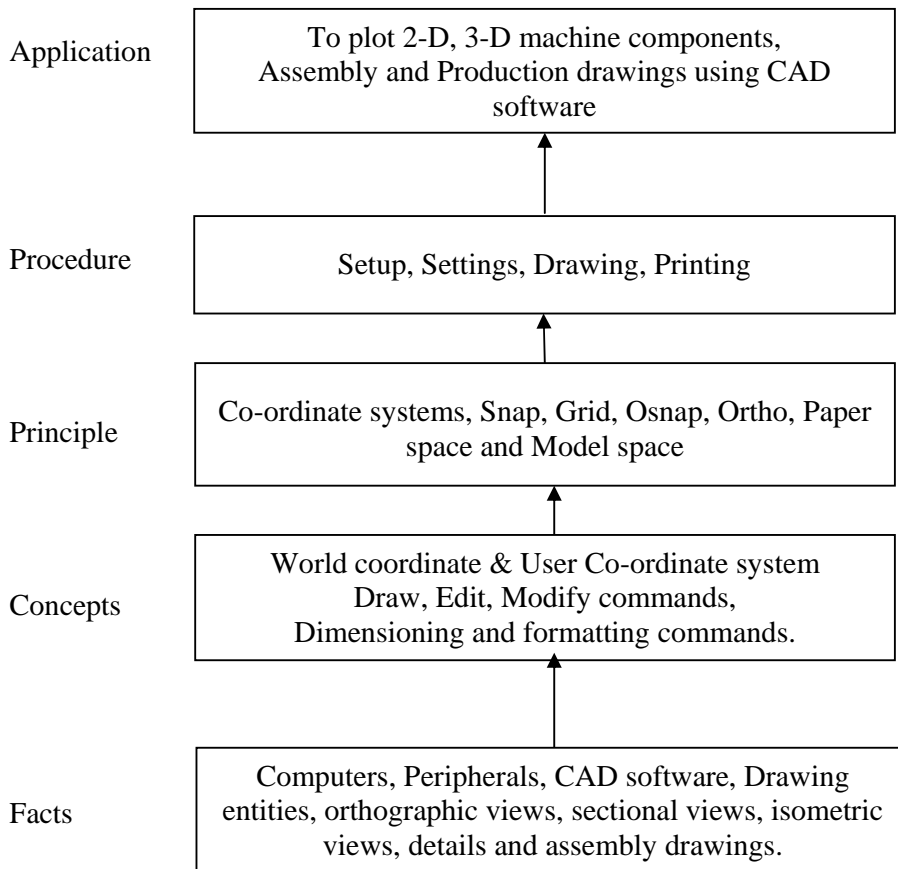 Application
To plot 2-D, 3-D machine components,
Assembly and Production drawings using CAD
software
Procedure
Setup, Settings, Drawing, Printing
Principle
Co-ordinate systems, Snap, Grid, Osnap, Ortho, Paper
space and Model space
Concepts
World coordinate & User Co-ordinate system
Draw, Edit, Modify commands,
Dimensioning and formatting commands.
Facts
Computers, Peripherals, CAD software, Drawing
entities, orthographic views, sectional views, isometric
views, details and assembly drawings.